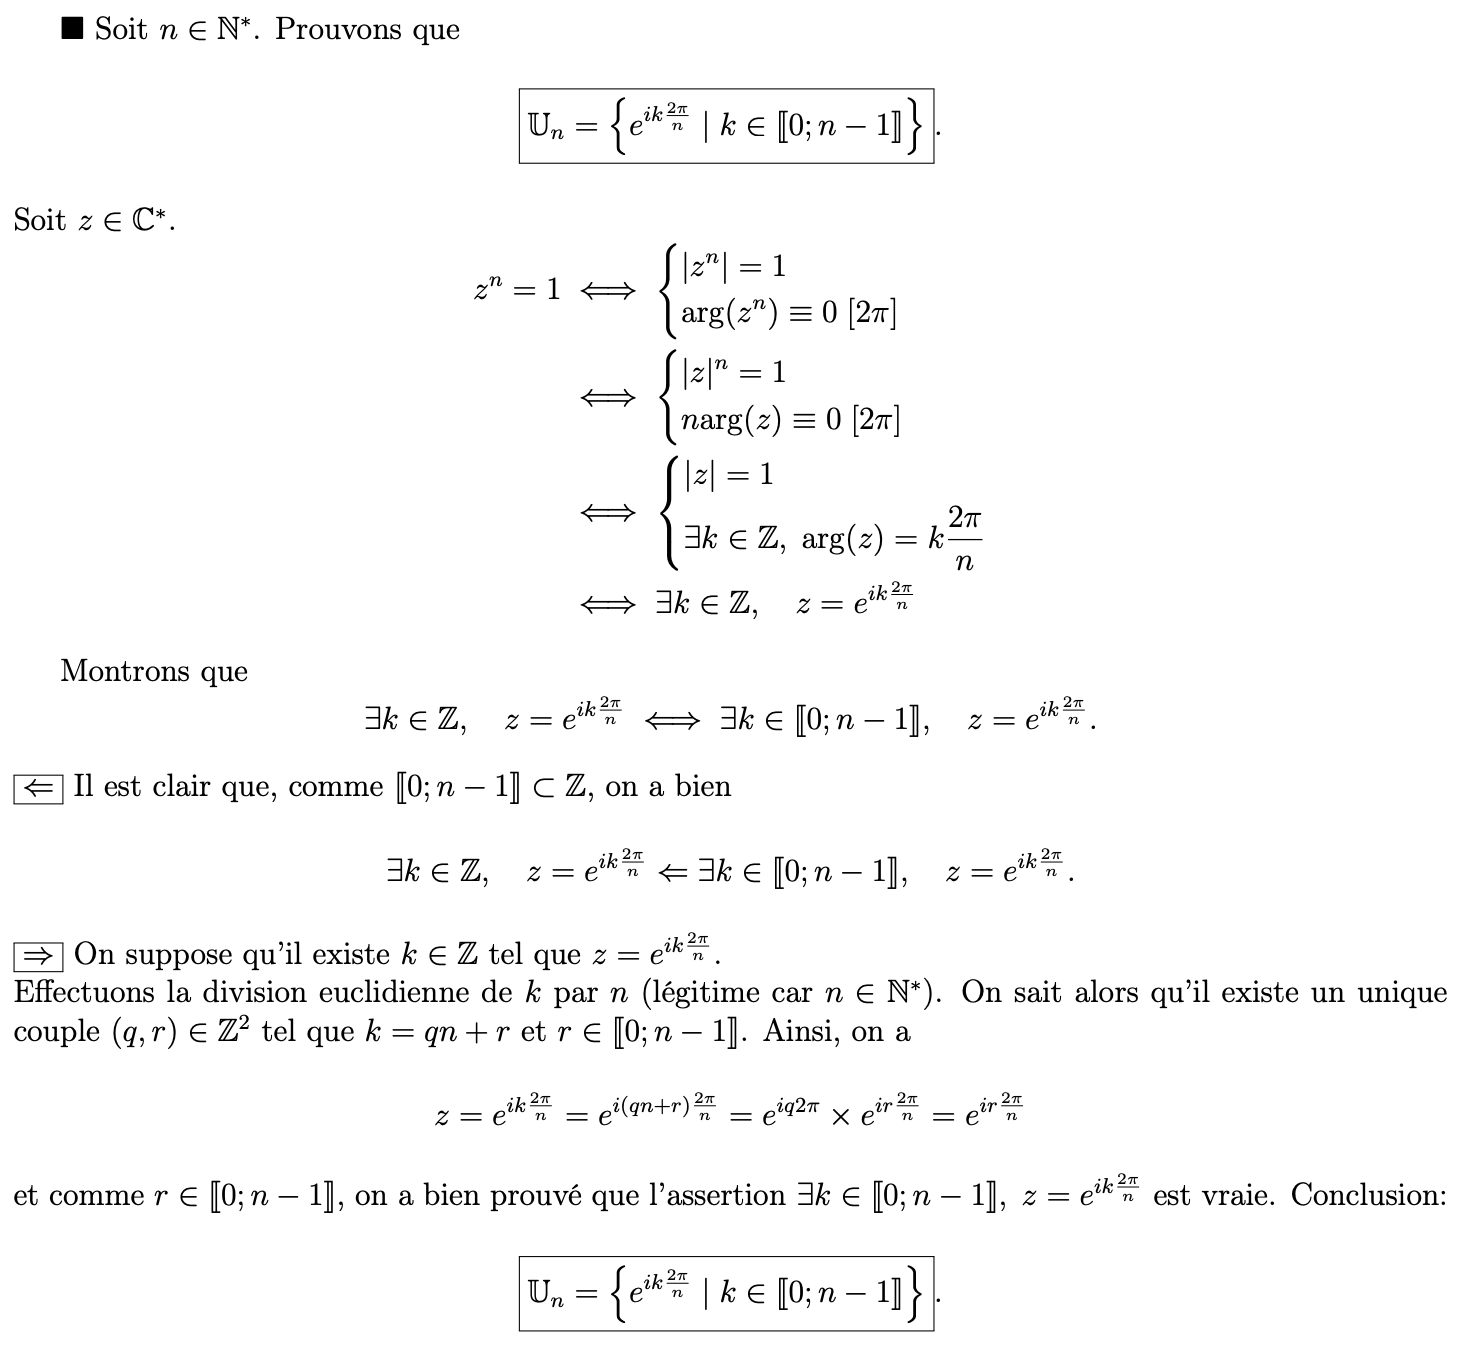 ■ Soit $n \in \mathbb{N}^*$. Prouvons que
$\boxed{\mathbb{U}_n = \left\{ e^{ik\frac{2\pi}{n}} \mid k \in [\![0; n-1]\!] \right\}}.$
Soit $z \in \mathbb{C}^*$.
$z^n = 1 \iff \begin{cases} |z^n| = 1 \\ \arg(z^n) \equiv 0 \ [2\pi] \end{cases}$
$\iff \begin{cases} |z|^n = 1 \\ n\arg(z) \equiv 0 \ [2\pi] \end{cases}$
$\iff \begin{cases} |z| = 1 \\ \exists k \in \mathbb{Z}, \ \arg(z) = k\dfrac{2\pi}{n} \end{cases}$
$\iff \exists k \in \mathbb{Z}, \quad z = e^{ik\frac{2\pi}{n}}$
Montrons que
$\exists k \in \mathbb{Z}, \quad z = e^{ik\frac{2\pi}{n}} \iff \exists k \in [\![0; n-1]\!], \quad z = e^{ik\frac{2\pi}{n}}.$
$\boxed{\Leftarrow}$ Il est clair que, comme $[\![0; n-1]\!] \subset \mathbb{Z}$, on a bien
$\exists k \in \mathbb{Z}, \quad z = e^{ik\frac{2\pi}{n}} \Leftarrow \exists k \in [\![0; n-1]\!], \quad z = e^{ik\frac{2\pi}{n}}.$
$\boxed{\Rightarrow}$ On suppose qu'il existe $k \in \mathbb{Z}$ tel que $z = e^{ik\frac{2\pi}{n}}$.
Effectuons la division euclidienne de $k$ par $n$ (légitime car $n \in \mathbb{N}^*$). On sait alors qu'il existe un unique
couple $(q, r) \in \mathbb{Z}^2$ tel que $k = qn + r$ et $r \in [\![0; n-1]\!]$. Ainsi, on a
$z = e^{ik\frac{2\pi}{n}} = e^{i(qn+r)\frac{2\pi}{n}} = e^{iq2\pi} \times e^{ir\frac{2\pi}{n}} = e^{ir\frac{2\pi}{n}}$
et comme $r \in [\![0; n-1]\!]$, on a bien prouvé que l'assertion $\exists k \in [\![0; n-1]\!], \ z = e^{ik\frac{2\pi}{n}}$ est vraie. Conclusion:
$\boxed{\mathbb{U}_n = \left\{ e^{ik\frac{2\pi}{n}} \mid k \in [\![0; n-1]\!] \right\}}.$